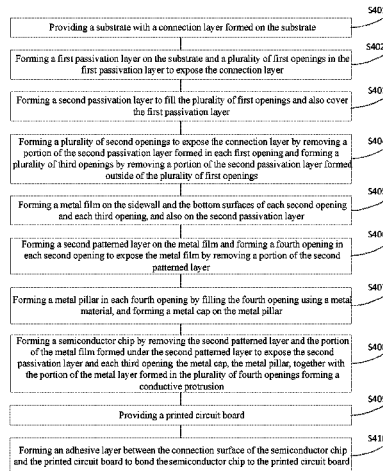 S401
Providing a substrate with a connection layer formed on the substrate
S402
Forming a first passivation layer on the substrate and a plurality of first openings in the
first passivation layer to expose the connection layer
S403
Forming a second passivation layer to fill the plurality of first openings and also cover
the first passivation layer
S404
Forming a plurality of second openings to expose the connection layer by removing a
portion of the second passivation layer formed in each first opening and forming a
plurality of third openings by removing a portion of the second passivation layer formed
outside of the plurality of first openings
S405
Forming a metal film on the sidewall and the bottom surfaces of each second opening
and each third opening, and also on the second passivation layer
S406
Forming a second patterned layer on the metal film and forming a fourth opening in
each second opening to expose the metal film by removing a portion of the second
patterned layer
S407
Forming a metal pillar in each fourth opening by filling the fourth opening using a metal
material, and forming a metal cap on the metal pillar
S408
Forming a semiconductor chip by removing the second patterned layer and the portion
of the metal film formed under the second patterned layer to expose the second
passivation layer and each third opening, the metal cap, the metal pillar, together with
the portion of the metal layer formed in the plurality of fourth openings forming a
conductive protrusion
S409
Providing a printed circuit board
S410
Forming an adhesive layer between the connection surface of the semiconductor chip
and the printed circuit board to bond the semiconductor chip to the printed circuit board